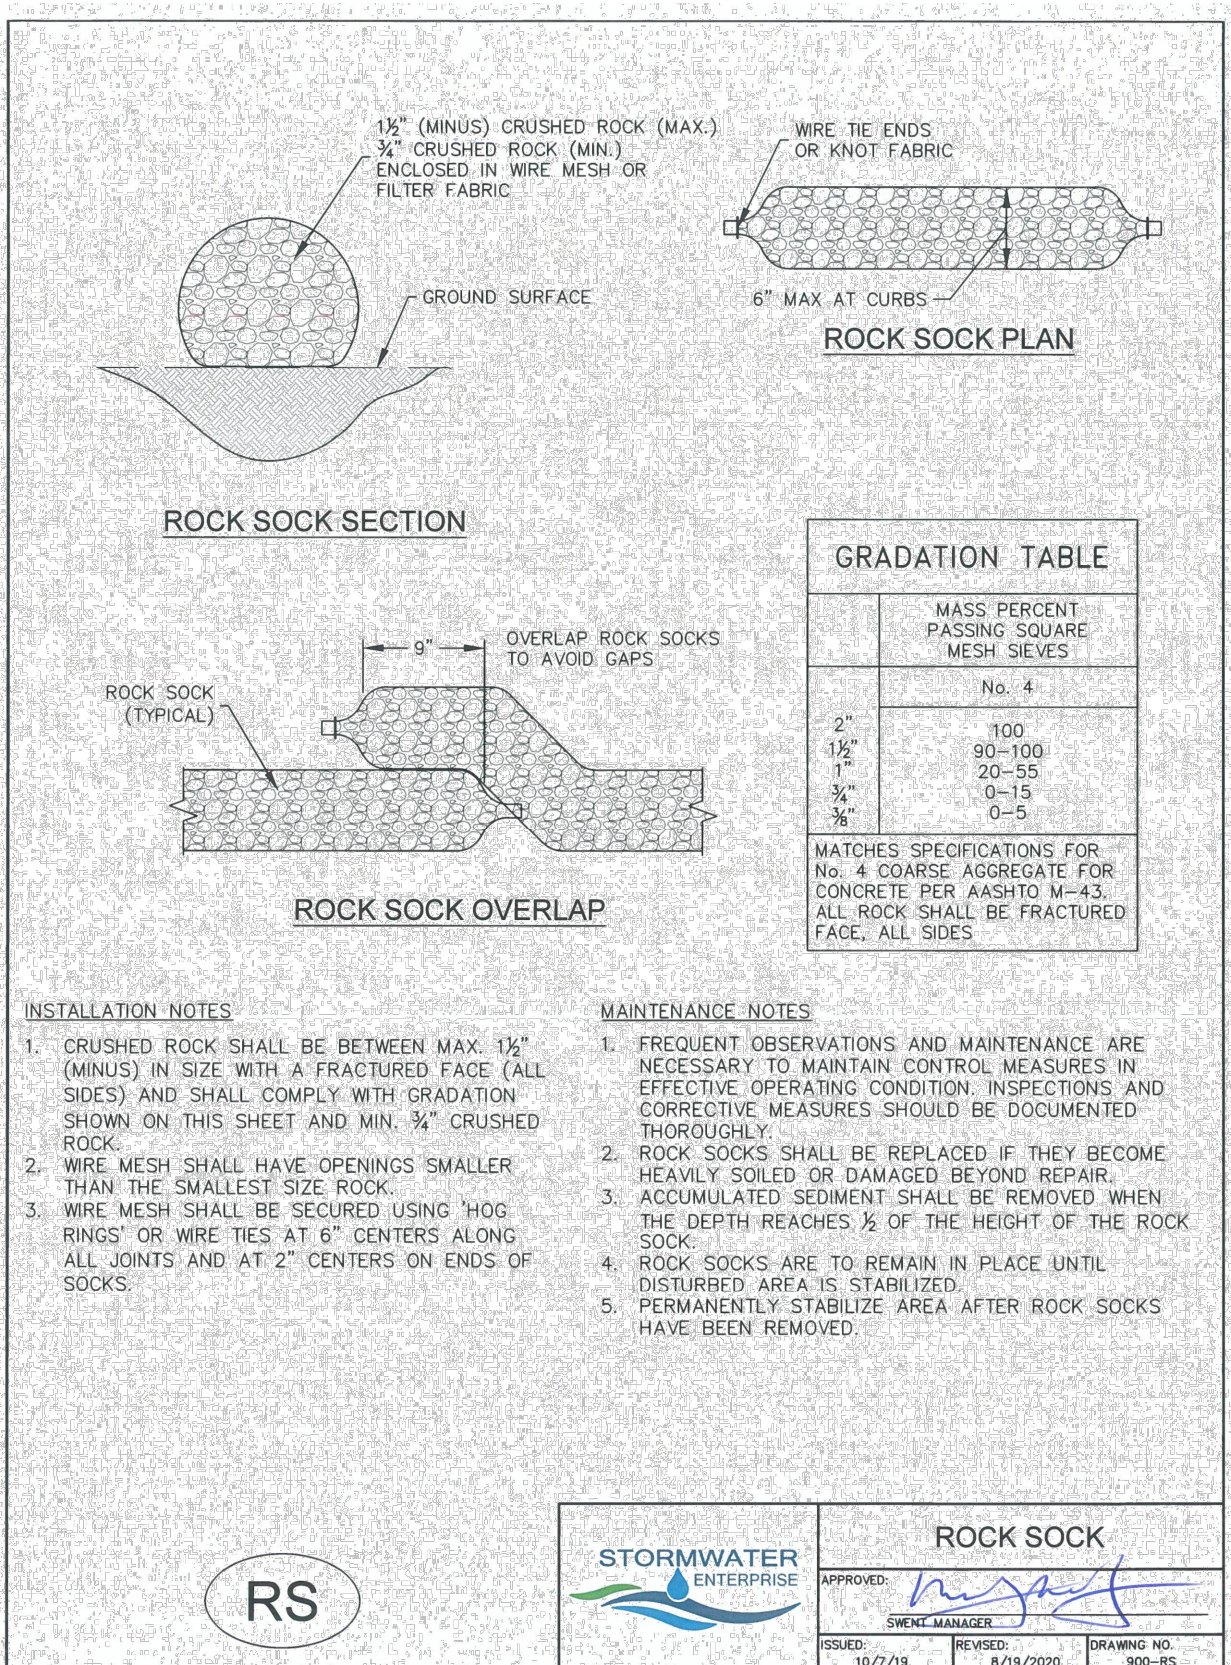 1½" (MINUS) CRUSHED ROCK (MAX.)
¾" CRUSHED ROCK (MIN.)
ENCLOSED IN WIRE MESH OR
FILTER FABRIC
GROUND SURFACE
ROCK SOCK SECTION
WIRE TIE ENDS
OR KNOT FABRIC
6" MAX AT CURBS
ROCK SOCK PLAN
9"
OVERLAP ROCK SOCKS
TO AVOID GAPS
ROCK SOCK
(TYPICAL)
ROCK SOCK OVERLAP
GRADATION TABLE
MASS PERCENT
PASSING SQUARE
MESH SIEVES
No. 4
2" 100
1½" 90-100
1" 20-55
¾" 0-15
⅜" 0-5
MATCHES SPECIFICATIONS FOR
No. 4 COARSE AGGREGATE FOR
CONCRETE PER AASHTO M-43.
ALL ROCK SHALL BE FRACTURED
FACE, ALL SIDES
INSTALLATION NOTES
1. CRUSHED ROCK SHALL BE BETWEEN MAX. 1½"
(MINUS) IN SIZE WITH A FRACTURED FACE (ALL
SIDES) AND SHALL COMPLY WITH GRADATION
SHOWN ON THIS SHEET AND MIN. ¾" CRUSHED
ROCK.
2. WIRE MESH SHALL HAVE OPENINGS SMALLER
THAN THE SMALLEST SIZE ROCK.
3. WIRE MESH SHALL BE SECURED USING 'HOG
RINGS' OR WIRE TIES AT 6" CENTERS ALONG
ALL JOINTS AND AT 2" CENTERS ON ENDS OF
SOCKS.
MAINTENANCE NOTES
1. FREQUENT OBSERVATIONS AND MAINTENANCE ARE
NECESSARY TO MAINTAIN CONTROL MEASURES IN
EFFECTIVE OPERATING CONDITION. INSPECTIONS AND
CORRECTIVE MEASURES SHOULD BE DOCUMENTED
THOROUGHLY.
2. ROCK SOCKS SHALL BE REPLACED IF THEY BECOME
HEAVILY SOILED OR DAMAGED BEYOND REPAIR.
3. ACCUMULATED SEDIMENT SHALL BE REMOVED WHEN
THE DEPTH REACHES ½ OF THE HEIGHT OF THE ROCK
SOCK.
4. ROCK SOCKS ARE TO REMAIN IN PLACE UNTIL
DISTURBED AREA IS STABILIZED.
5. PERMANENTLY STABILIZE AREA AFTER ROCK SOCKS
HAVE BEEN REMOVED.
RS
STORMWATER
ENTERPRISE
ROCK SOCK
APPROVED:
SWENT MANAGER
ISSUED:
10/7/19
REVISED:
8/19/2020
DRAWING NO.
900-RS